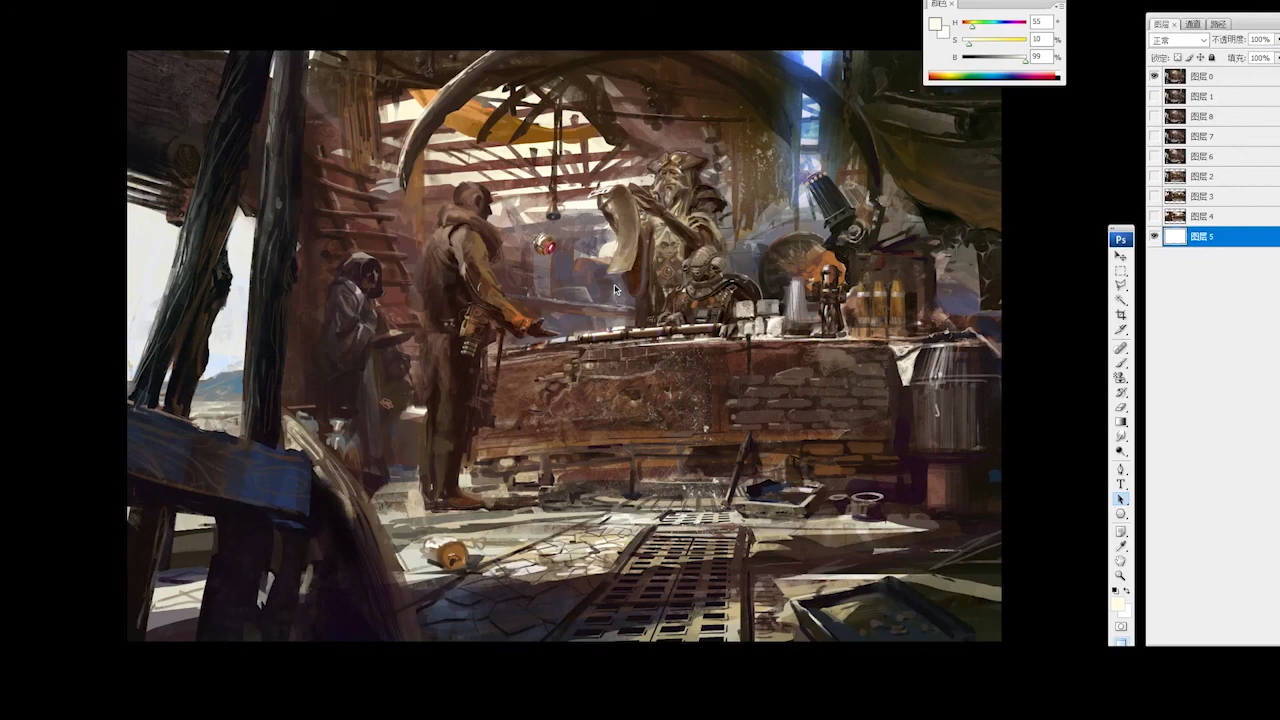 颜色 ×
H 55 °
S 10 %
B 99 %
图层 × 通道 路径
正常 不透明度: 100%
锁定: 填充: 100%
图层 0
图层 1
图层 8
图层 7
图层 6
图层 2
图层 3
图层 4
图层 5
Ps
T